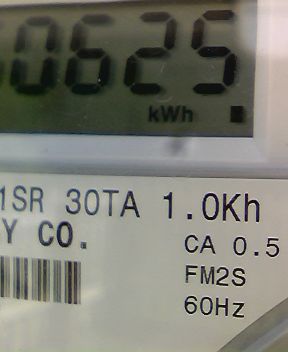 0625
kWh
1SR 30TA 1.0Kh
Y CO.
CA 0.5
FM2S
60Hz